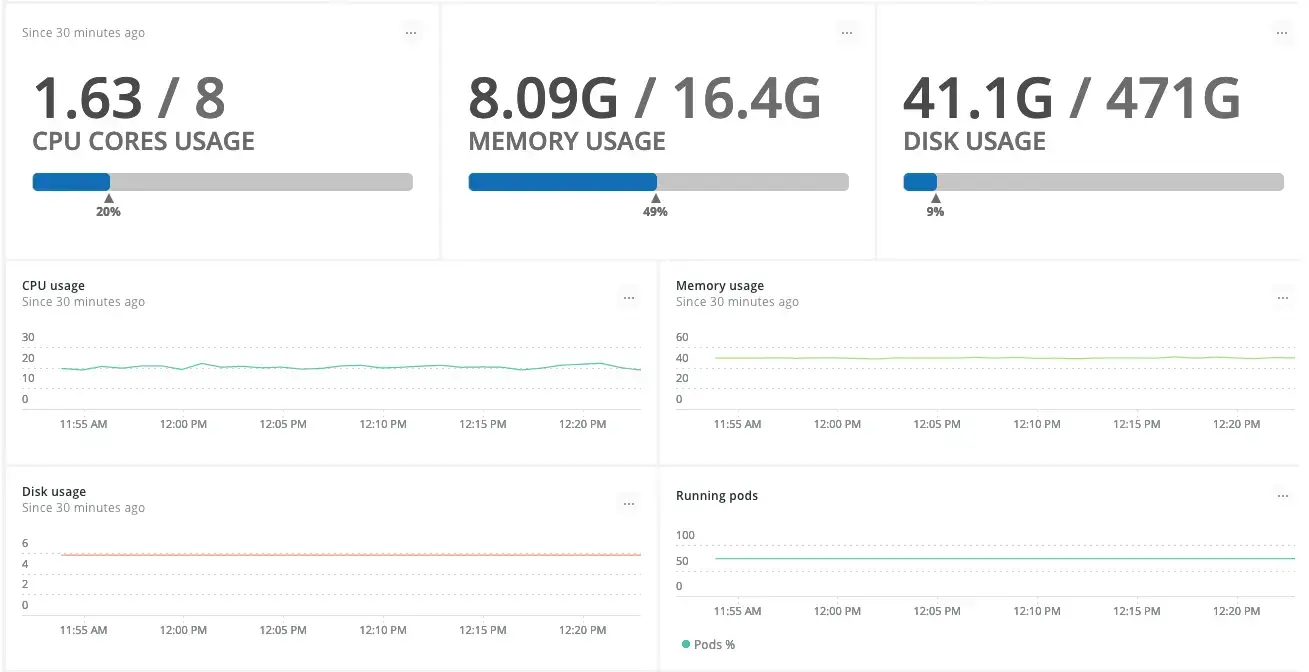 Since 30 minutes ago
...
1.63 / 8
CPU CORES USAGE
20%
...
8.09G / 16.4G
MEMORY USAGE
49%
...
41.1G / 471G
DISK USAGE
9%
CPU usage
Since 30 minutes ago
...
30
20
10
0
11:55 AM 12:00 PM 12:05 PM 12:10 PM 12:15 PM 12:20 PM
Memory usage
Since 30 minutes ago
...
60
40
20
0
11:55 AM 12:00 PM 12:05 PM 12:10 PM 12:15 PM 12:20 PM
Disk usage
Since 30 minutes ago
...
6
4
2
0
11:55 AM 12:00 PM 12:05 PM 12:10 PM 12:15 PM 12:20 PM
Running pods
...
100
50
0
11:55 AM 12:00 PM 12:05 PM 12:10 PM 12:15 PM 12:20 PM
Pods %